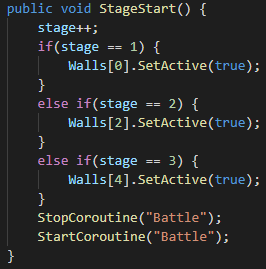 public void StageStart() {
    stage++;
    if(stage == 1) {
        Walls[0].SetActive(true);
    }
    else if(stage == 2) {
        Walls[2].SetActive(true);
    }
    else if(stage == 3) {
        Walls[4].SetActive(true);
    }
    StopCoroutine("Battle");
    StartCoroutine("Battle");
}